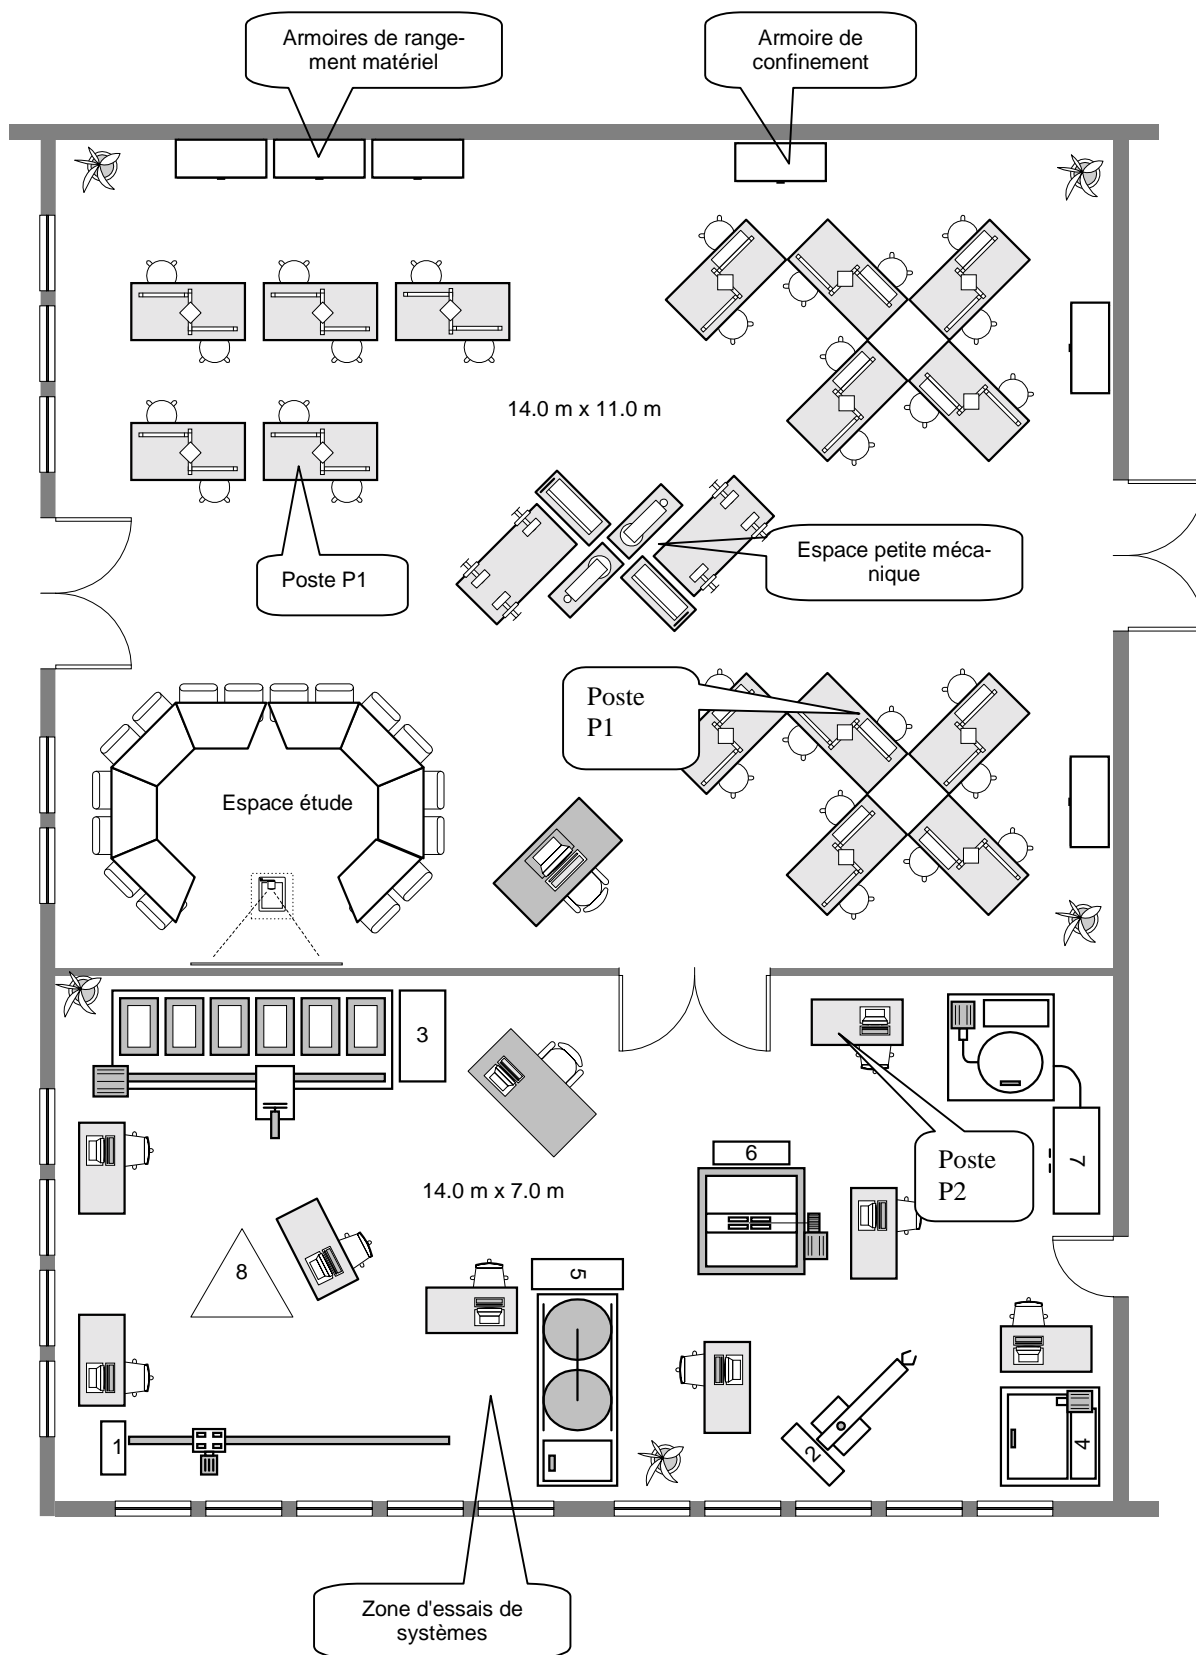 Armoires de range-
ment matériel
Armoire de
confinement
14.0 m x 11.0 m
Poste P1
Espace petite méca-
nique
Poste
P1
Espace étude
3
6
7
Poste
P2
14.0 m x 7.0 m
8
5
1
2
4
Zone d'essais de
systèmes